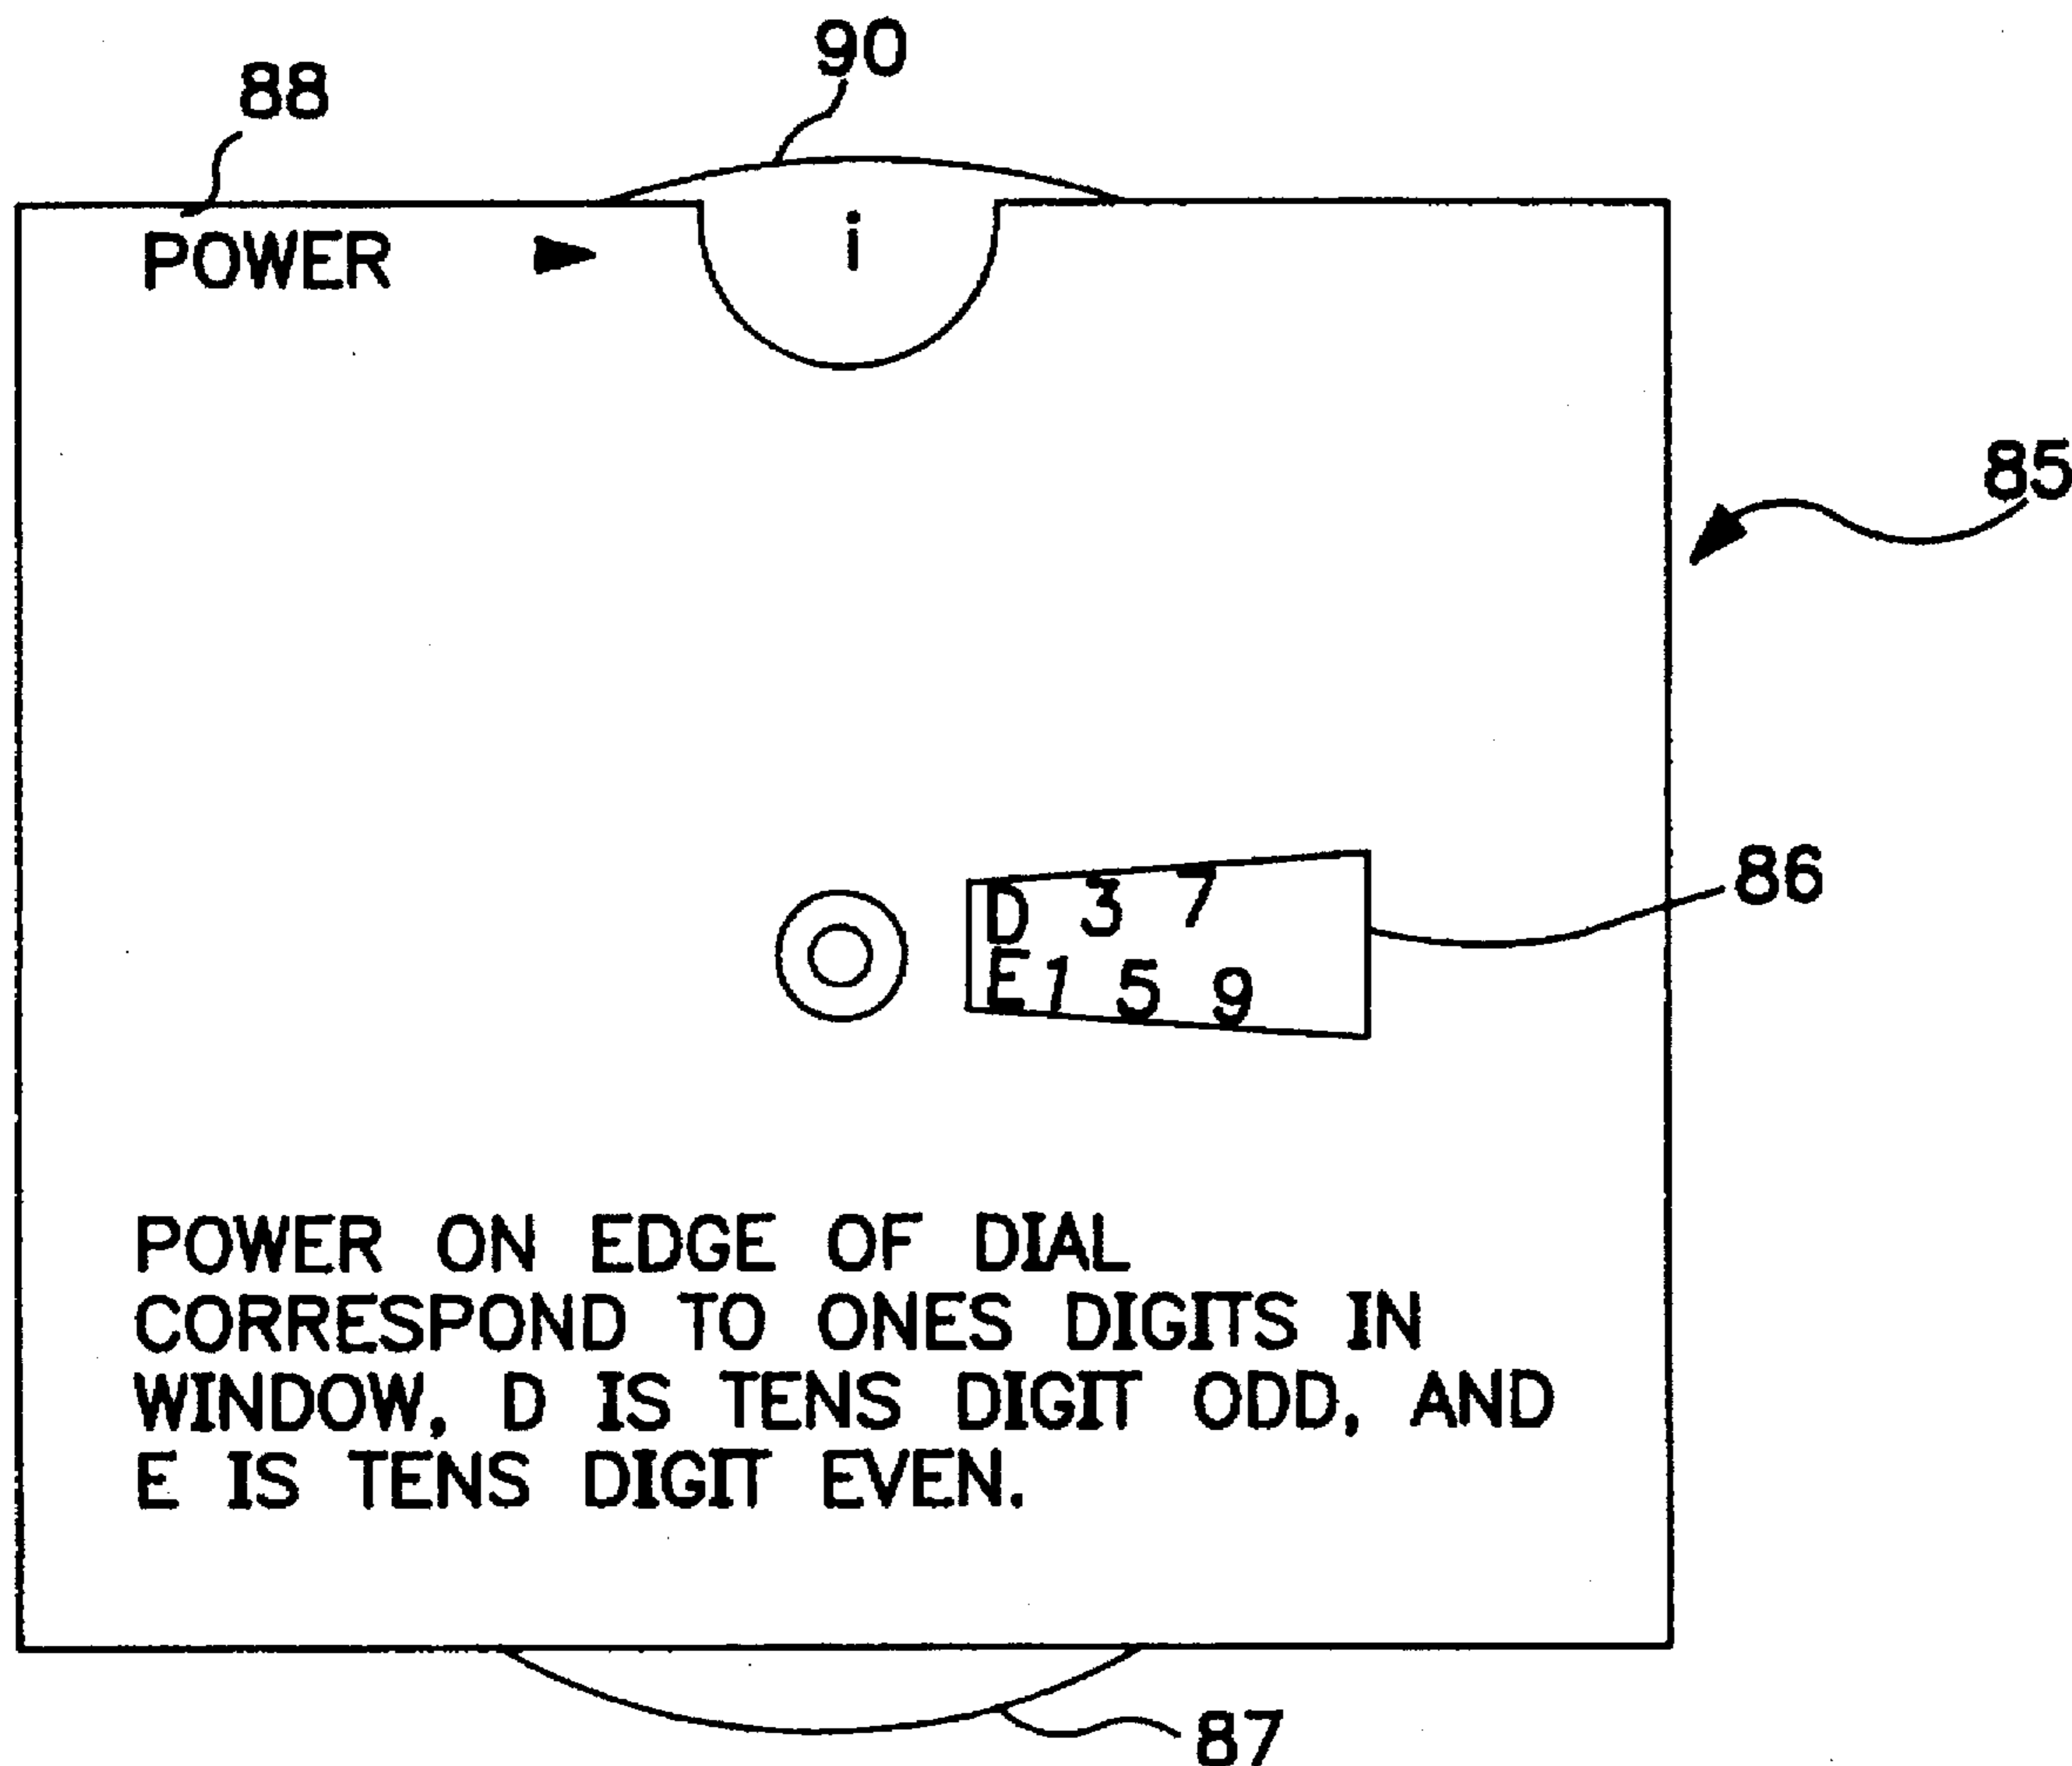 90
88
i
POWER
85
86
D 3 7
E 1 5 9
POWER ON EDGE OF DIAL
CORRESPOND TO ONES DIGITS IN
WINDOW, D IS TENS DIGIT ODD, AND
E IS TENS DIGIT EVEN.
87